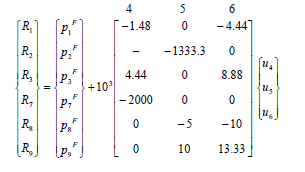 4 5 6
{R₁ R₂ R₃ R₇ R₈ R₉} = {p₁ᶠ p₂ᶠ p₃ᶠ p₇ᶠ p₈ᶠ p₉ᶠ} + 10³ [
-1.48 0 -4.44
- -1333.3 0
4.44 0 8.88
-2000 0 0
0 -5 -10
0 10 13.33
] {u₄ u₅ u₆}